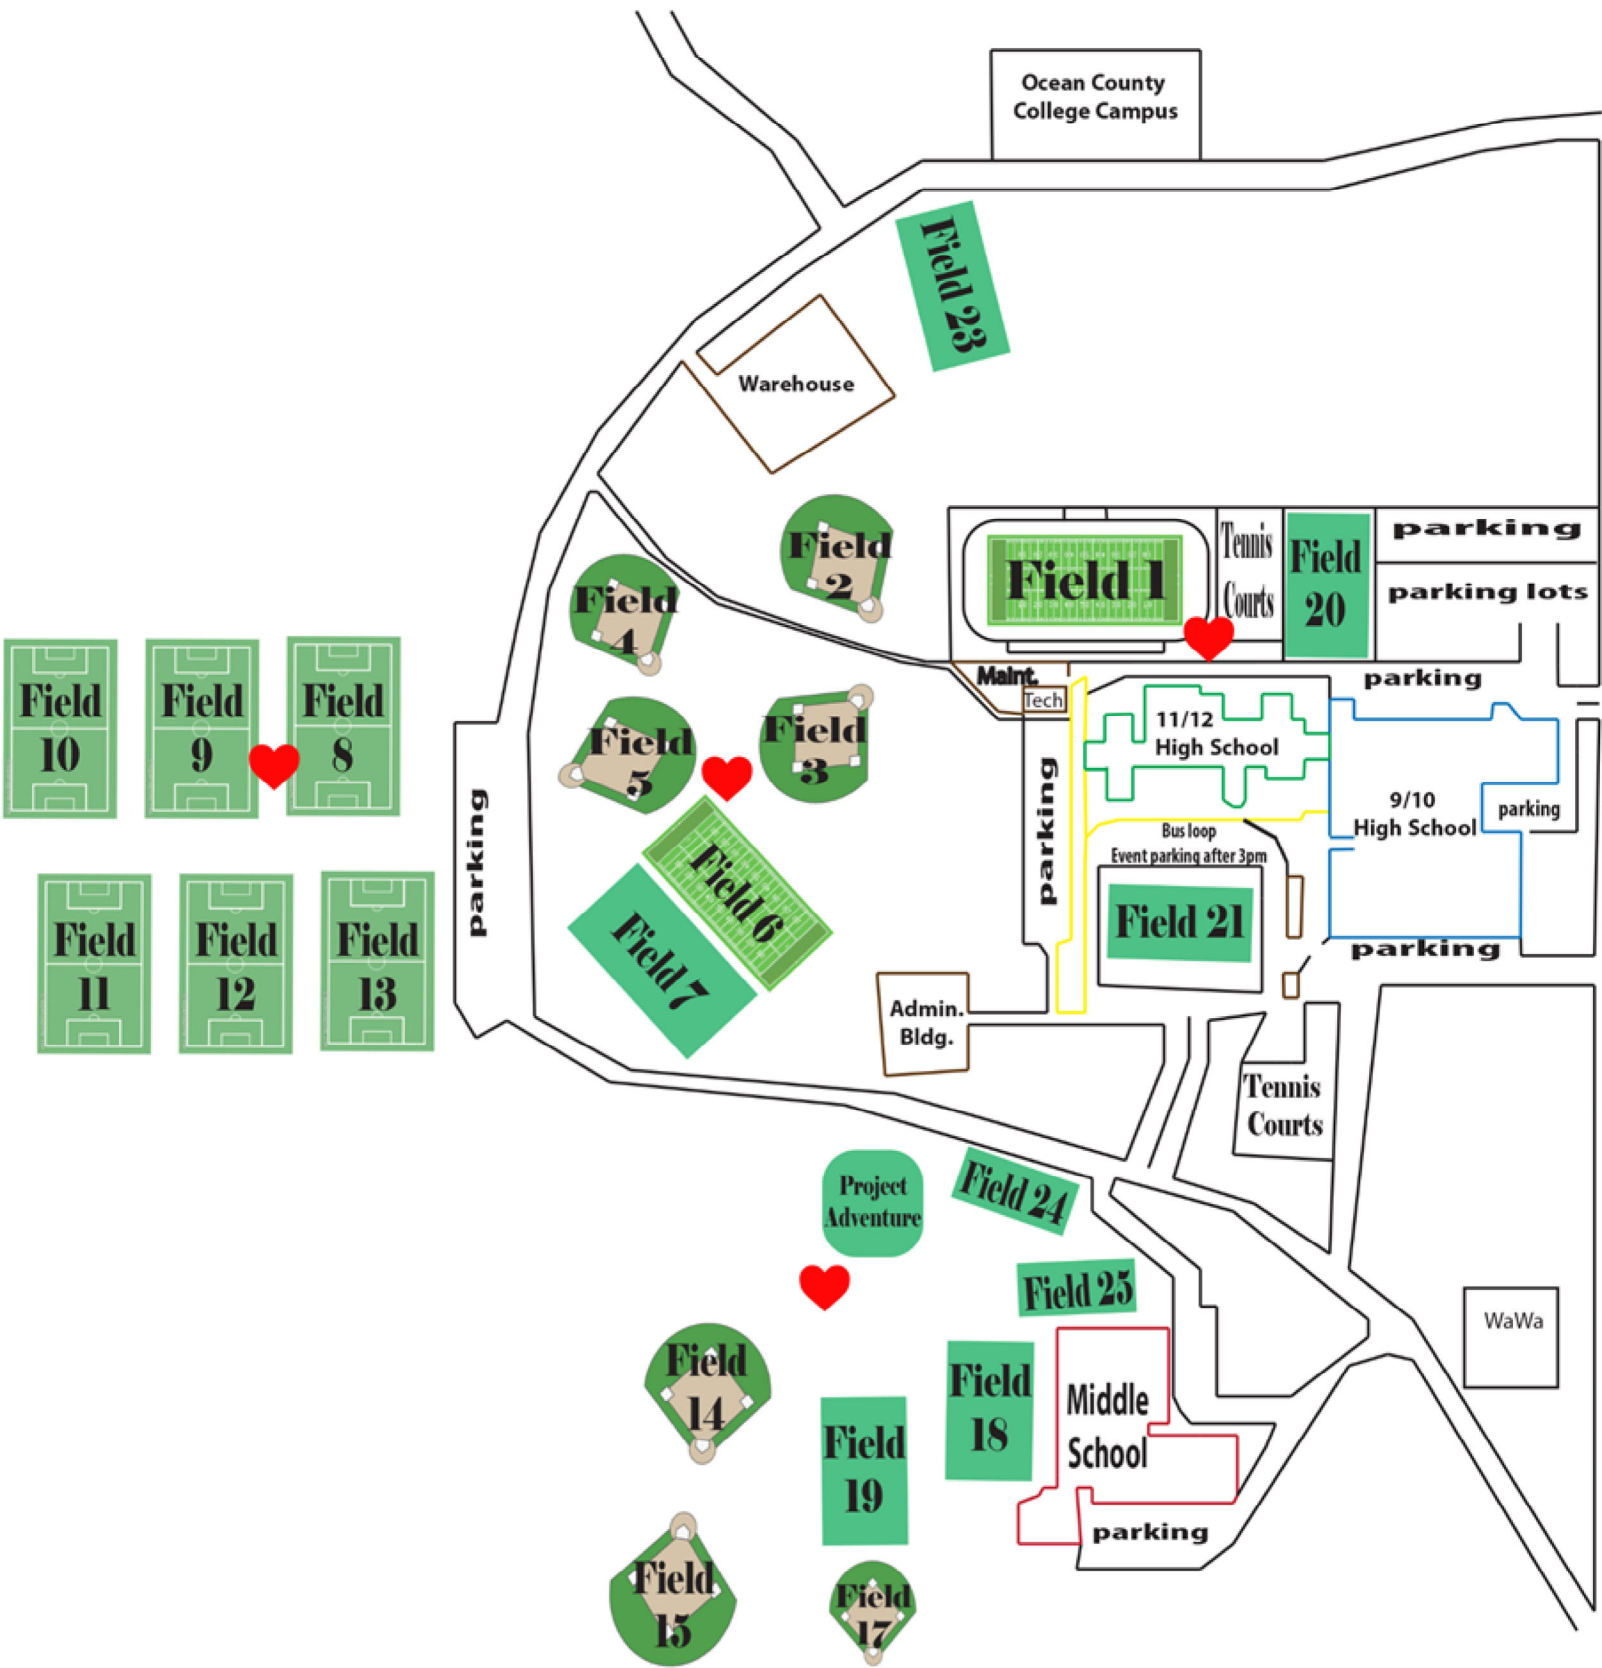 Ocean County
College Campus
Field 23
Warehouse
Field
2
Field
4
Field 1
Tennis
Courts
Field
20
parking
parking lots
parking
Maint.
Tech
Field
10
Field
9
Field
8
Field
5
Field
3
11/12
High School
9/10
High School
parking
parking
parking
Bus loop
Event parking after 3pm
Field 6
Field 7
Field 21
parking
Field
11
Field
12
Field
13
Admin.
Bldg.
Tennis
Courts
Project
Adventure
Field 24
Field 25
WaWa
Field
14
Field
18
Middle
School
Field
19
parking
Field
15
Field
17